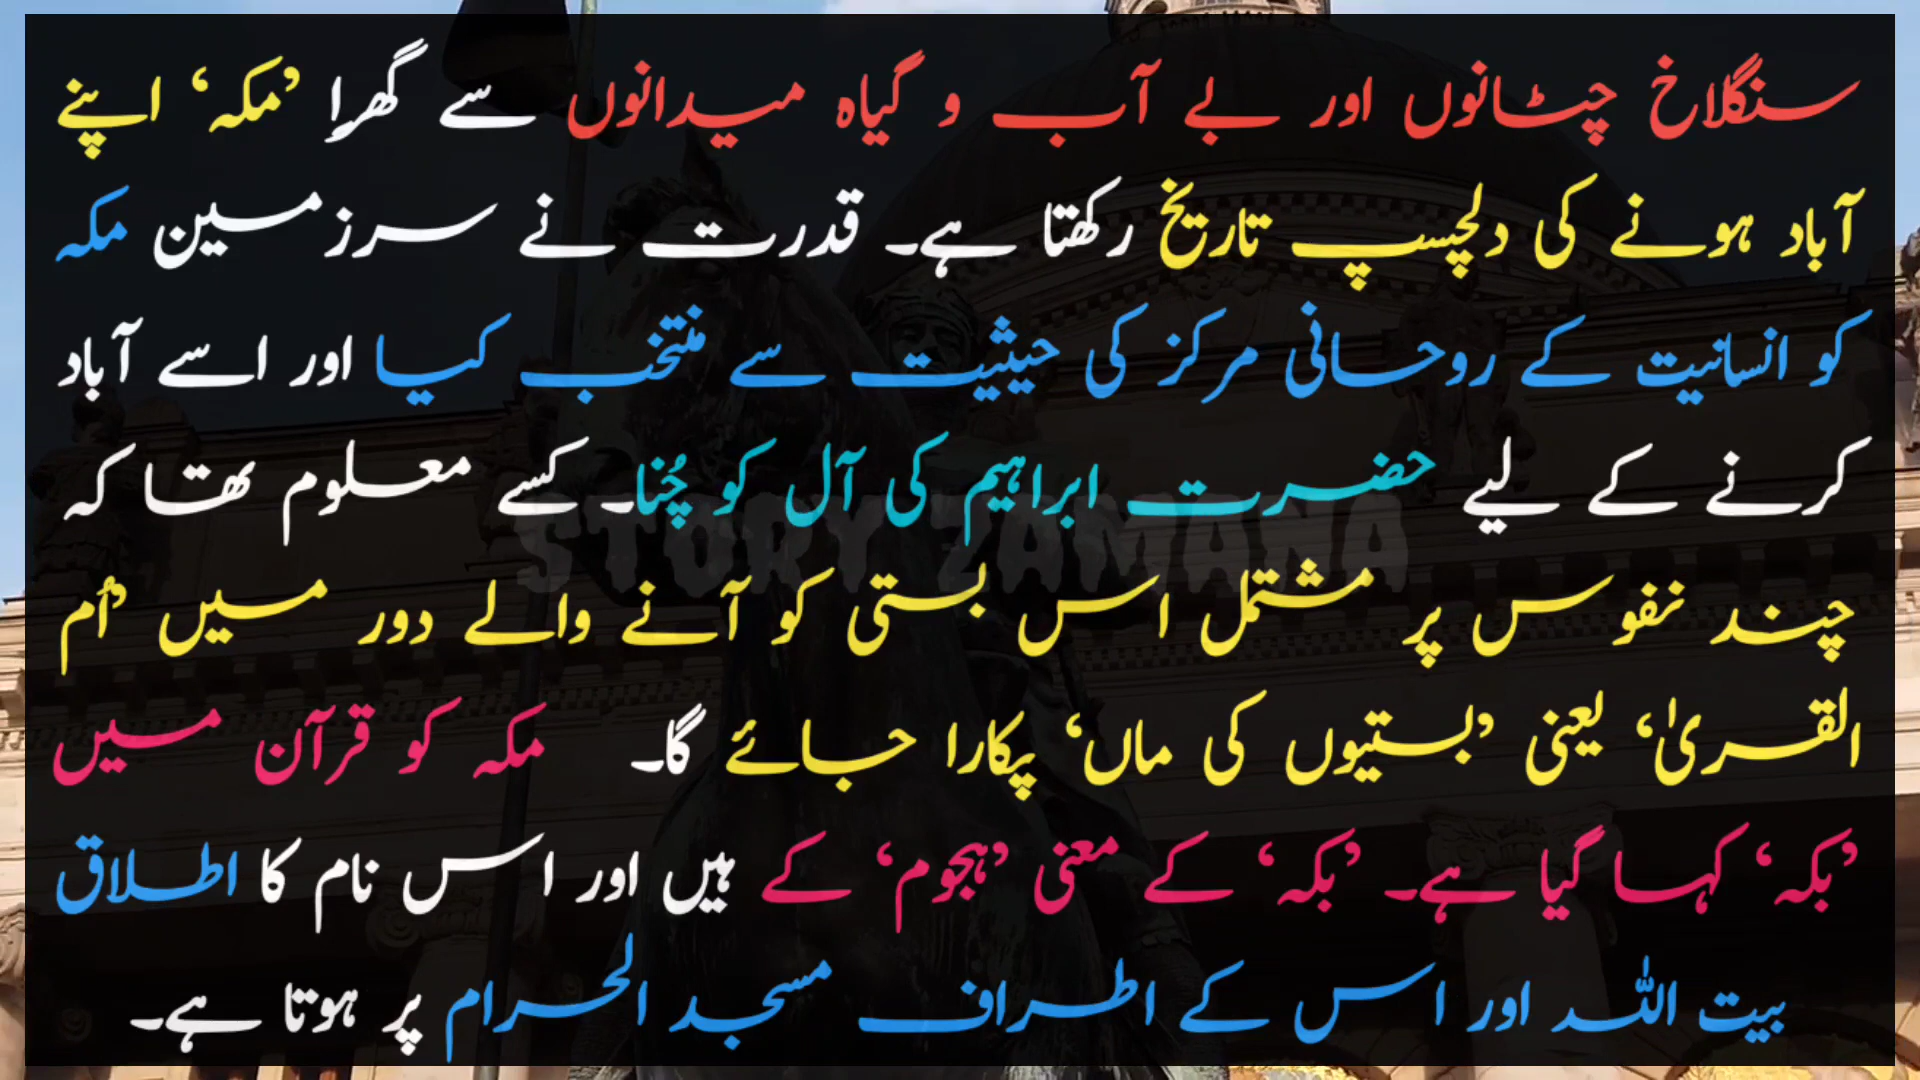 سنگلاخ چٹانوں اور بے آب و گیاہ میدانوں سے گھرا ’مکہ‘ اپنے
آباد ہونے کی دلچسپ تاریخ رکھتا ہے۔ قدرت نے سرزمین مکہ
کو انسانیت کے روحانی مرکز کی حیثیت سے منتخب کیا اور اسے آباد
کرنے کے لیے حضرت ابراہیم کی آل کو چُنا۔ کسے معلوم تھا کہ
STORY ZAMANA
چند نفوس پر مشتمل اس بستی کو آنے والے دور میں ’اُم
القریٰ‘ یعنی ’بستیوں کی ماں‘ پکارا جائے گا۔ مکہ کو قرآن میں
’بکہ‘ کہا گیا ہے۔ ’بکہ‘ کے معنی ’ہجوم‘ کے ہیں اور اس نام کا اطلاق
بیت اللہ اور اس کے اطراف مسجد الحرام پر ہوتا ہے۔